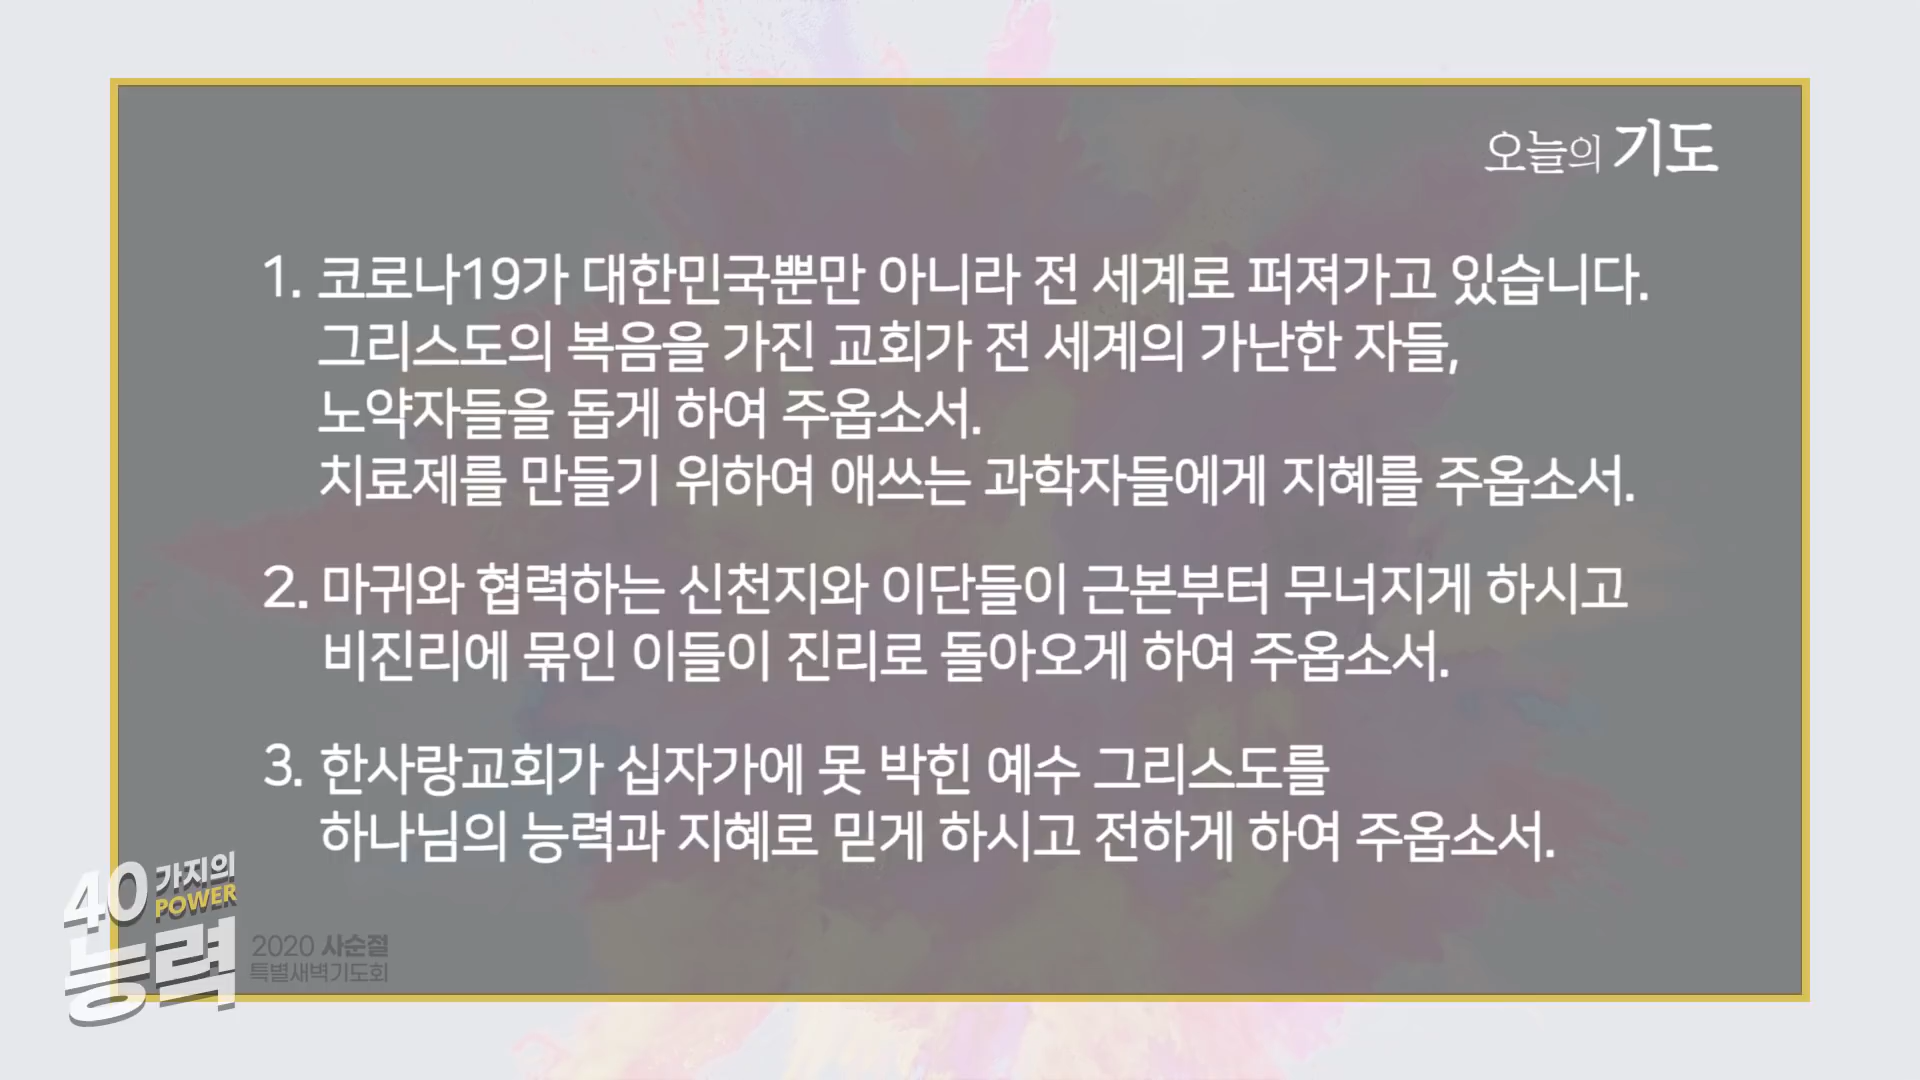 오늘의 기도
1. 코로나19가 대한민국뿐만 아니라 전 세계로 퍼져가고 있습니다.
그리스도의 복음을 가진 교회가 전 세계의 가난한 자들,
노약자들을 돕게 하여 주옵소서.
치료제를 만들기 위하여 애쓰는 과학자들에게 지혜를 주옵소서.
2. 마귀와 협력하는 신천지와 이단들이 근본부터 무너지게 하시고
비진리에 묶인 이들이 진리로 돌아오게 하여 주옵소서.
3. 한사랑교회가 십자가에 못 박힌 예수 그리스도를
하나님의 능력과 지혜로 믿게 하시고 전하게 하여 주옵소서.
40가지의
POWER
능력
2020 사순절
특별새벽기도회